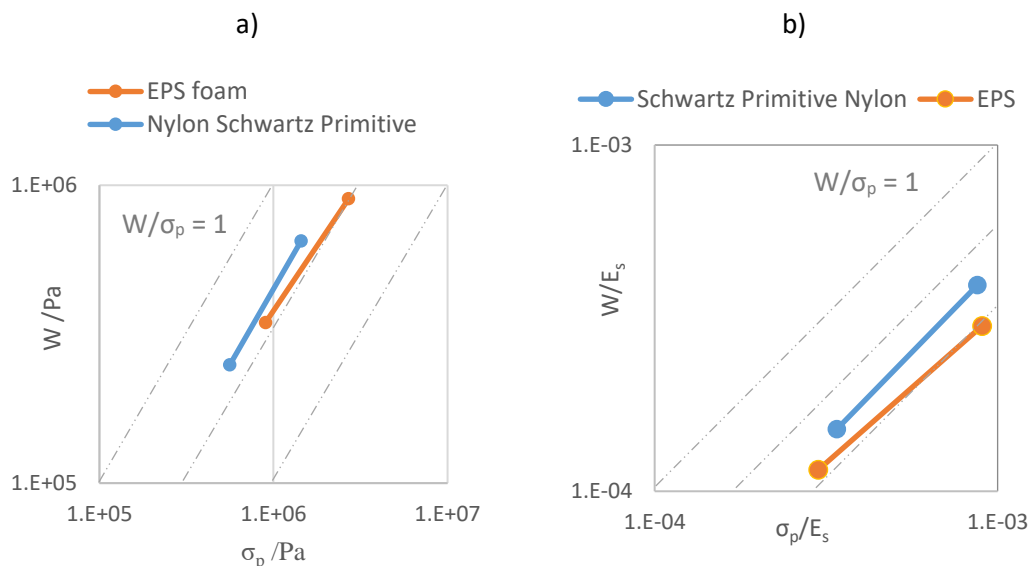 a)
EPS foam
Nylon Schwartz Primitive
1.E+06
W/σₚ = 1
W /Pa
1.E+05
1.E+05
1.E+06
1.E+07
σₚ /Pa
b)
Schwartz Primitive Nylon
EPS
1.E-03
W/σₚ = 1
W/Eₛ
1.E-04
1.E-04
1.E-03
σₚ/Eₛ